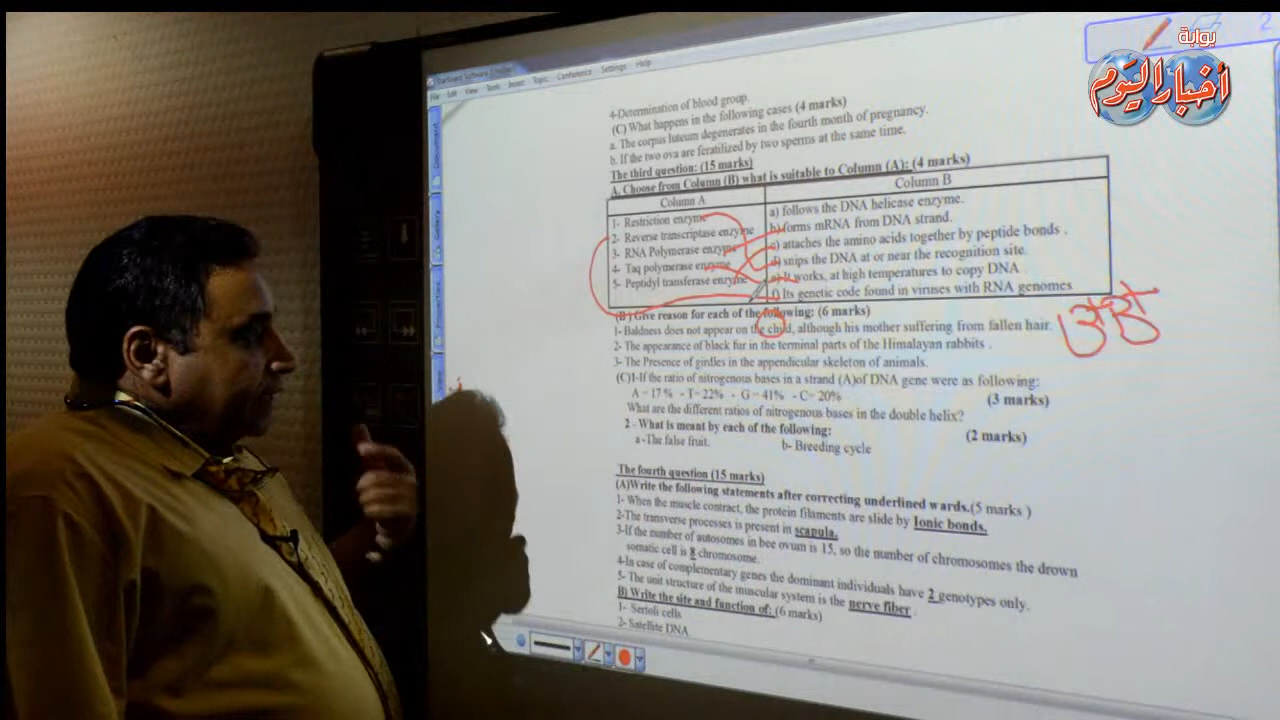 بوابة
أخبار اليوم
2
StarBoard Software
File Edit View Tools Insert Topic Conference Settings Help
4-Determination of blood group.
(C) What happens in the following cases (4 marks)
a. The corpus luteum degenerates in the fourth month of pregnancy.
b. If the two ova are feratilized by two sperms at the same time.
The third question: (15 marks)
A. Choose from Column (B) what is suitable to Column (A): (4 marks)
Column A
1- Restriction enzyme
2- Reverse transcriptase enzyme
3- RNA Polymerase enzyme
4- Taq polymerase enzyme
5- Peptidyl transferase enzyme
Column B
a) follows the DNA helicase enzyme.
b) forms mRNA from DNA strand.
c) attaches the amino acids together by peptide bonds .
d) snips the DNA at or near the recognition site.
e) It works, at high temperatures to copy DNA
f) Its genetic code found in viruses with RNA genomes
(B) Give reason for each of the following: (6 marks)
1- Baldness does not appear on the child, although his mother suffering from fallen hair.
2- The appearance of black fur in the terminal parts of the Himalayan rabbits .
3- The Presence of girdles in the appendicular skeleton of animals.
(C)1-If the ratio of nitrogenous bases in a strand (A)of DNA gene were as following:
A = 17 % - T= 22% - G = 41% - C= 20% (3 marks)
What are the different ratios of nitrogenous bases in the double helix?
2 - What is meant by each of the following: (2 marks)
a -The false fruit. b- Breeding cycle
The fourth question (15 marks)
(A)Write the following statements after correcting underlined wards.(5 marks )
1- When the muscle contract, the protein filaments are slide by Ionic bonds.
2-The transverse processes is present in scapula.
3-If the number of autosomes in bee ovum is 15, so the number of chromosomes the drown
somatic cell is 8 chromosome.
4-In case of complementary genes the dominant individuals have 2 genotypes only.
5- The unit structure of the muscular system is the nerve fiber .
B) Write the site and function of: (6 marks)
1- Sertoli cells
2- Satellite DNA